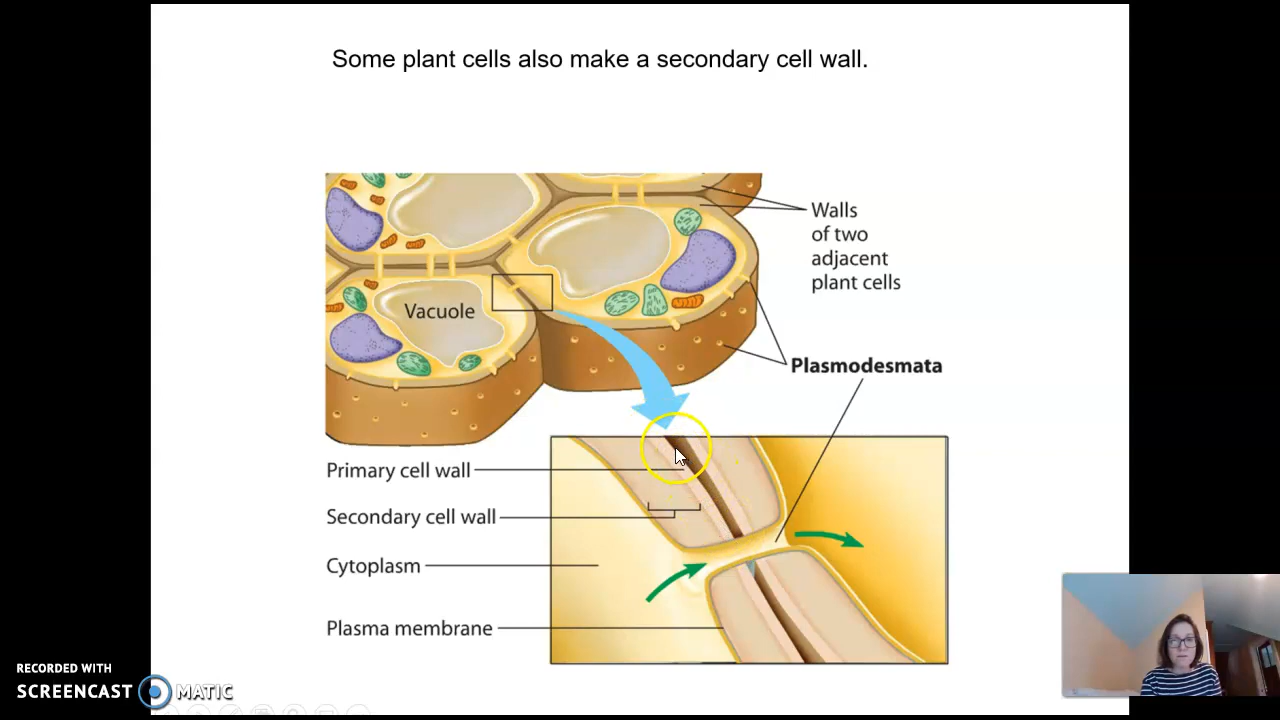 Some plant cells also make a secondary cell wall.
Walls
of two
adjacent
plant cells
Vacuole
Plasmodesmata
Primary cell wall
Secondary cell wall
Cytoplasm
Plasma membrane
RECORDED WITH
SCREENCAST MATIC